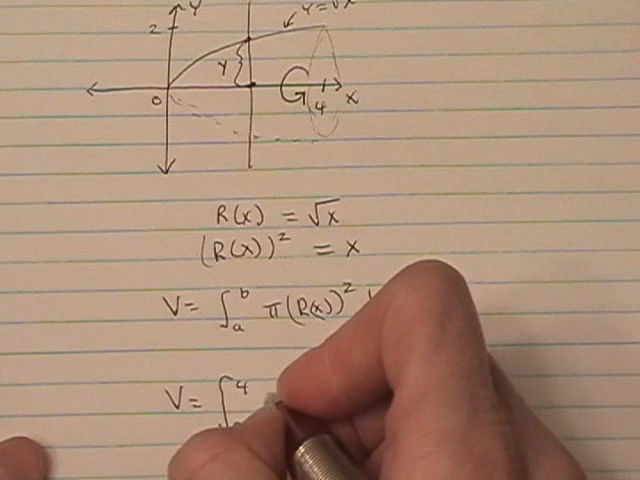 Y
2
Y = √x
Y
0
4
X
R(x) = √x
(R(x))² = x
V = ∫ₐᵇ π(R(x))²
V = ∫⁴